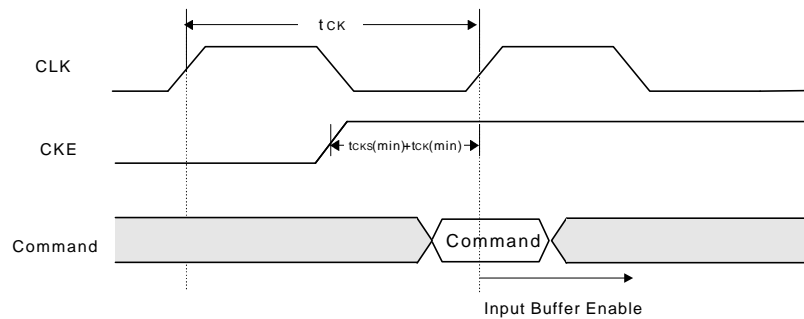 tCK
CLK
CKE
tCKS(min)+tCK(min)
Command
Command
Input Buffer Enable